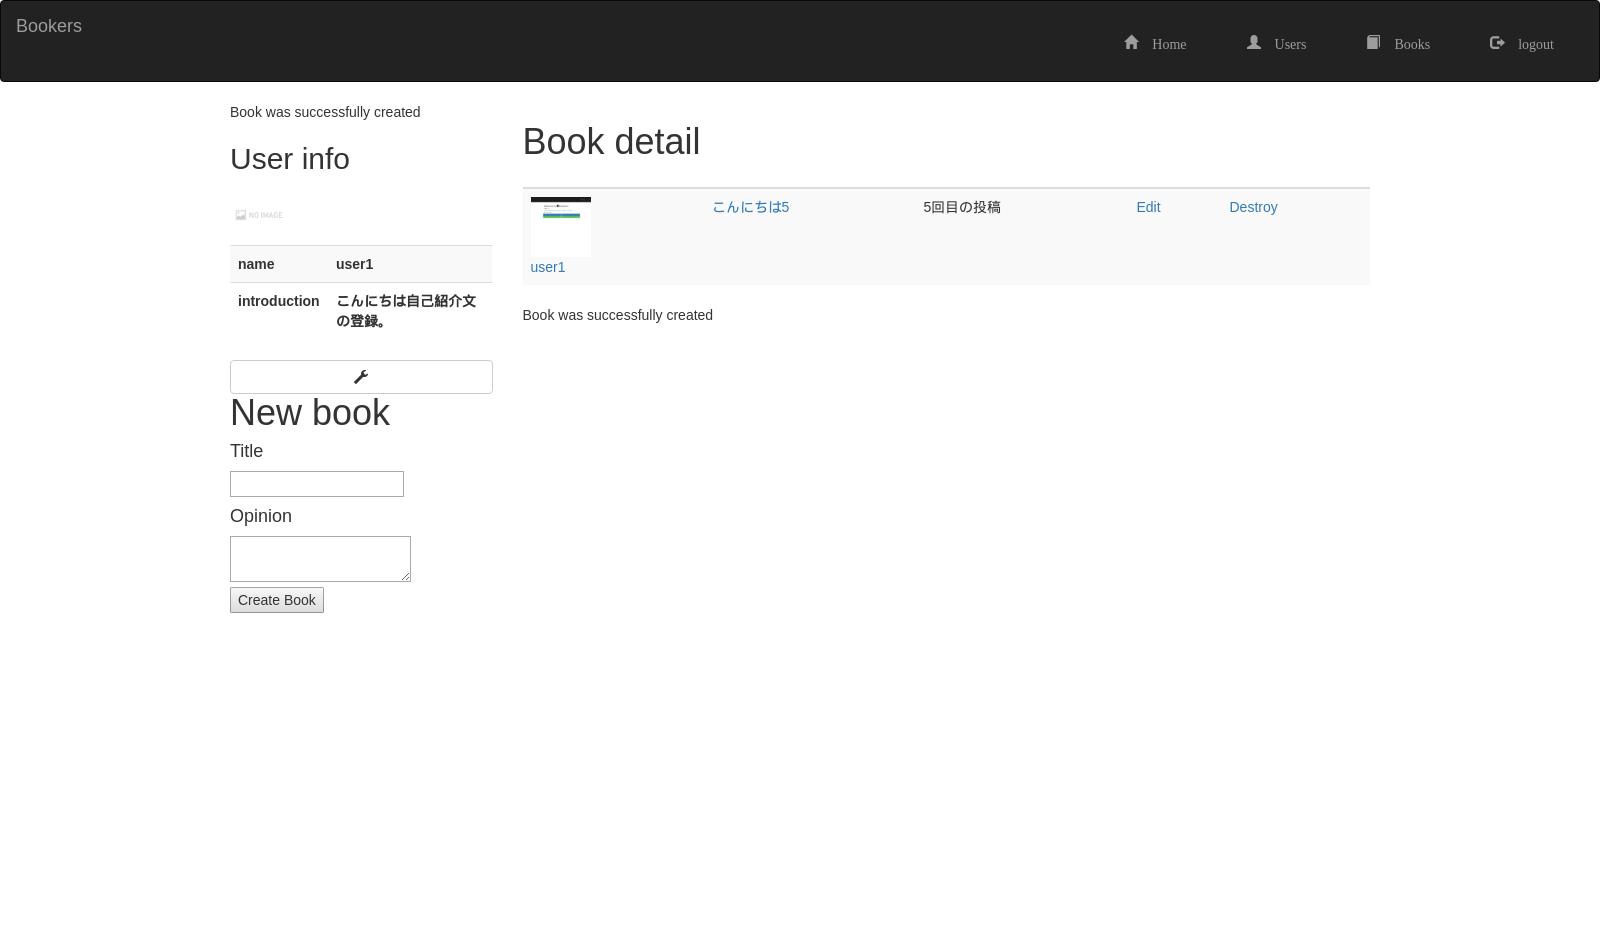 Bookers
Home Users Books logout
Book was successfully created
User info
NO IMAGE
name user1
introduction こんにちは自己紹介文
の登録。
New book
Title
Opinion
Create Book
Book detail
こんにちは5 5回目の投稿 Edit Destroy
user1
Book was successfully created